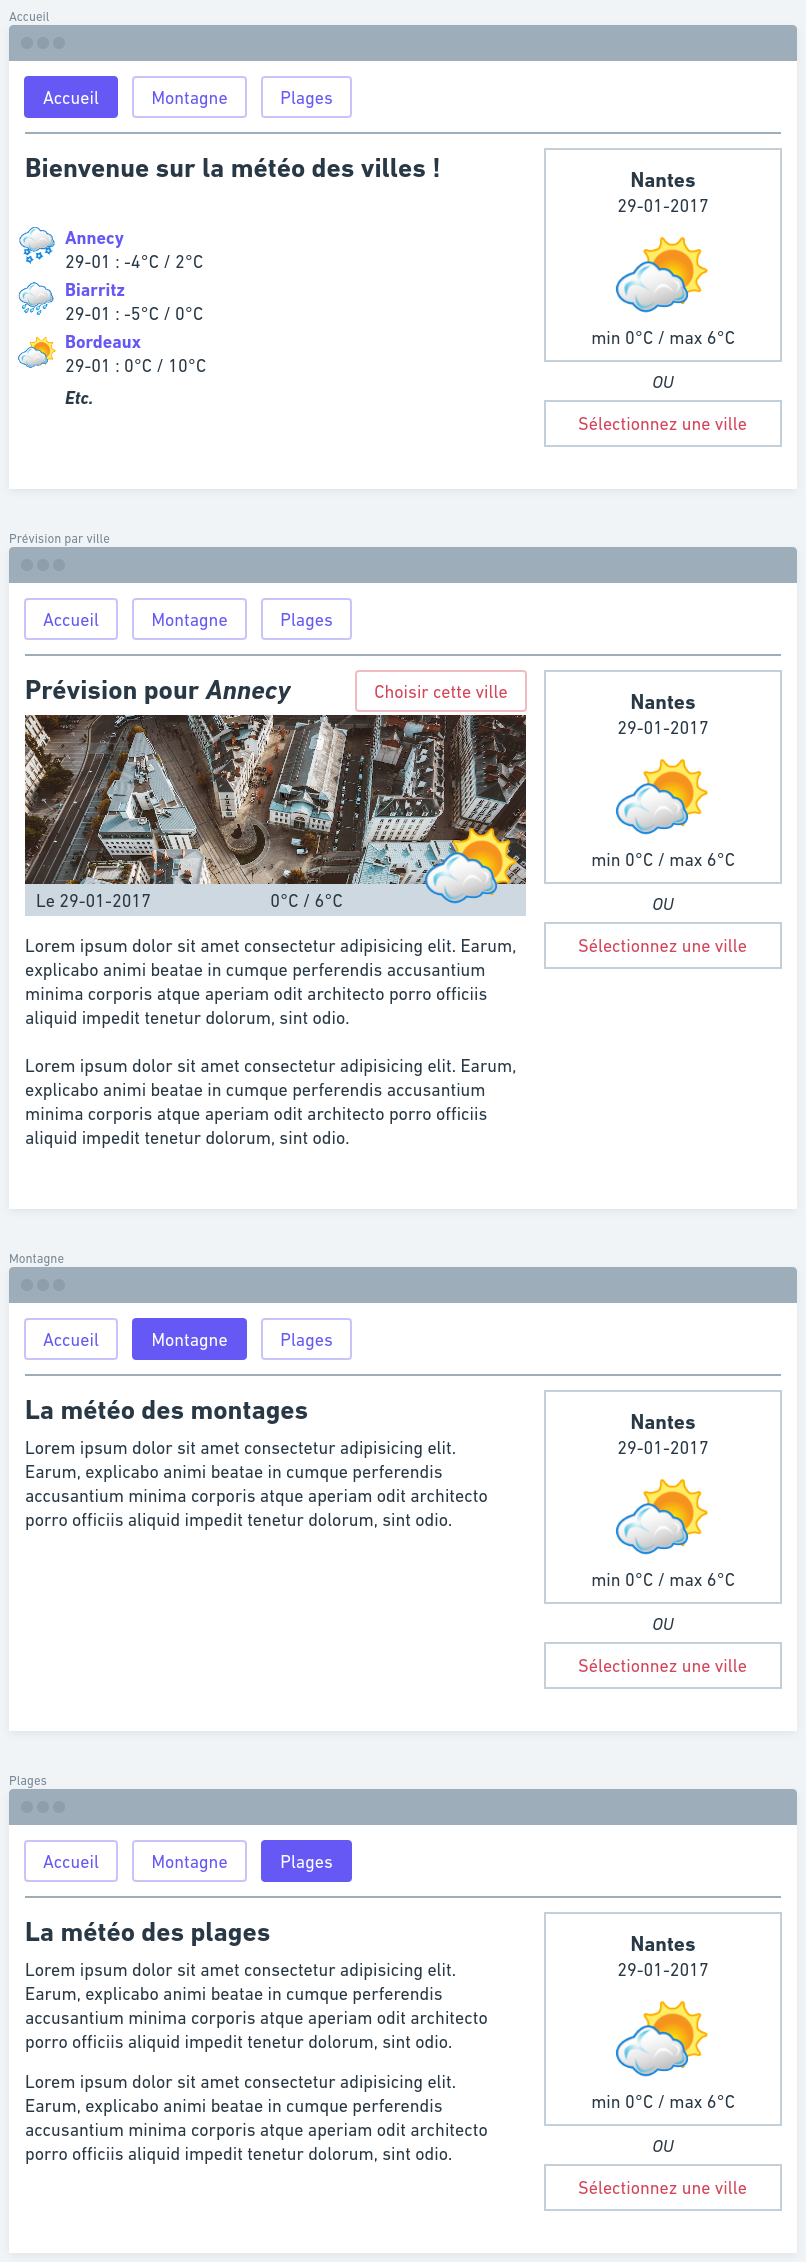 Accueil
Accueil
Montagne
Plages
Bienvenue sur la météo des villes !
Annecy
29-01 : -4°C / 2°C
Biarritz
29-01 : -5°C / 0°C
Bordeaux
29-01 : 0°C / 10°C
Etc.
Nantes
29-01-2017
min 0°C / max 6°C
OU
Sélectionnez une ville
Prévision par ville
Accueil
Montagne
Plages
Prévision pour Annecy
Choisir cette ville
Le 29-01-2017
0°C / 6°C
Lorem ipsum dolor sit amet consectetur adipisicing elit. Earum,
explicabo animi beatae in cumque perferendis accusantium
minima corporis atque aperiam odit architecto porro officiis
aliquid impedit tenetur dolorum, sint odio.
Lorem ipsum dolor sit amet consectetur adipisicing elit. Earum,
explicabo animi beatae in cumque perferendis accusantium
minima corporis atque aperiam odit architecto porro officiis
aliquid impedit tenetur dolorum, sint odio.
Nantes
29-01-2017
min 0°C / max 6°C
OU
Sélectionnez une ville
Montagne
Accueil
Montagne
Plages
La météo des montages
Lorem ipsum dolor sit amet consectetur adipisicing elit.
Earum, explicabo animi beatae in cumque perferendis
accusantium minima corporis atque aperiam odit architecto
porro officiis aliquid impedit tenetur dolorum, sint odio.
Nantes
29-01-2017
min 0°C / max 6°C
OU
Sélectionnez une ville
Plages
Accueil
Montagne
Plages
La météo des plages
Lorem ipsum dolor sit amet consectetur adipisicing elit.
Earum, explicabo animi beatae in cumque perferendis
accusantium minima corporis atque aperiam odit architecto
porro officiis aliquid impedit tenetur dolorum, sint odio.
Lorem ipsum dolor sit amet consectetur adipisicing elit.
Earum, explicabo animi beatae in cumque perferendis
accusantium minima corporis atque aperiam odit architecto
porro officiis aliquid impedit tenetur dolorum, sint odio.
Nantes
29-01-2017
min 0°C / max 6°C
OU
Sélectionnez une ville